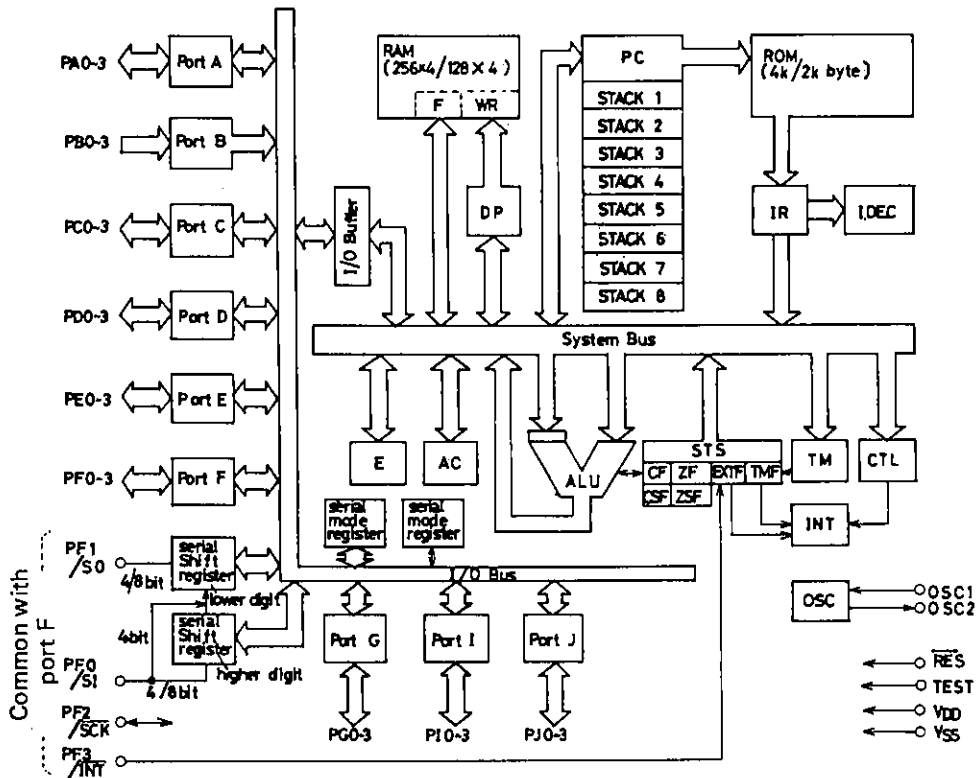 PA0~3
Port A
PB0~3
Port B
PC0~3
Port C
PD0~3
Port D
PE0~3
Port E
PF0~3
Port F
I/O Buffer
RAM
(256×4/128×4)
F
WR
DP
PC
STACK 1
STACK 2
STACK 3
STACK 4
STACK 5
STACK 6
STACK 7
STACK 8
ROM
(4k/2k byte)
IR
I.DEC
System Bus
E
AC
ALU
STS
CF
ZF
EXTF
TMF
CSF
ZSF
TM
CTL
INT
OSC
OSC1
OSC2
RES
TEST
VDD
VSS
serial
mode
register
serial
mode
register
I/O Bus
Common with
port F
PF1
/SO
4/8bit
serial
Shift
register
lower digit
4bit
serial
Shift
register
higher digit
PF0
/SI
4/8bit
PF2
/SCK
PF3
/INT
Port G
Port I
Port J
PG0-3
PI0-3
PJ0-3